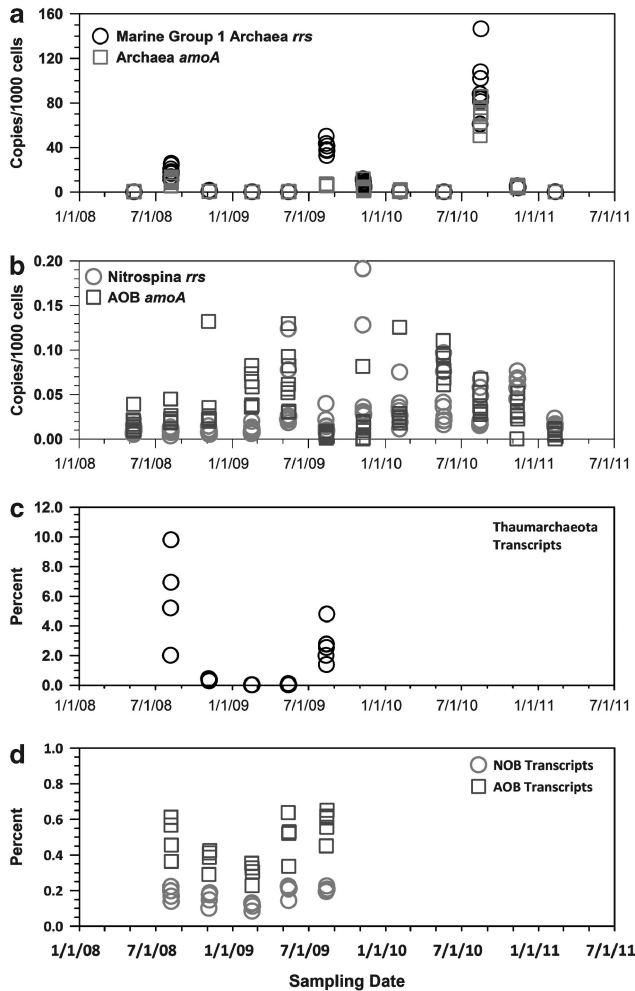 a
160
120
80
40
0
Copies/1000 cells
Marine Group 1 Archaea rrs
Archaea amoA
1/1/08 7/1/08 1/1/09 7/1/09 1/1/10 7/1/10 1/1/11 7/1/11
b
0.20
0.15
0.10
0.05
0.00
Copies/1000 cells
Nitrospina rrs
AOB amoA
1/1/08 7/1/08 1/1/09 7/1/09 1/1/10 7/1/10 1/1/11 7/1/11
c
12.0
10.0
8.0
6.0
4.0
2.0
0.0
Percent
Thaumarchaeota
Transcripts
1/1/08 7/1/08 1/1/09 7/1/09 1/1/10 7/1/10 1/1/11 7/1/11
d
1.0
0.8
0.6
0.4
0.2
0.0
Percent
NOB Transcripts
AOB Transcripts
1/1/08 7/1/08 1/1/09 7/1/09 1/1/10 7/1/10 1/1/11 7/1/11
Sampling Date